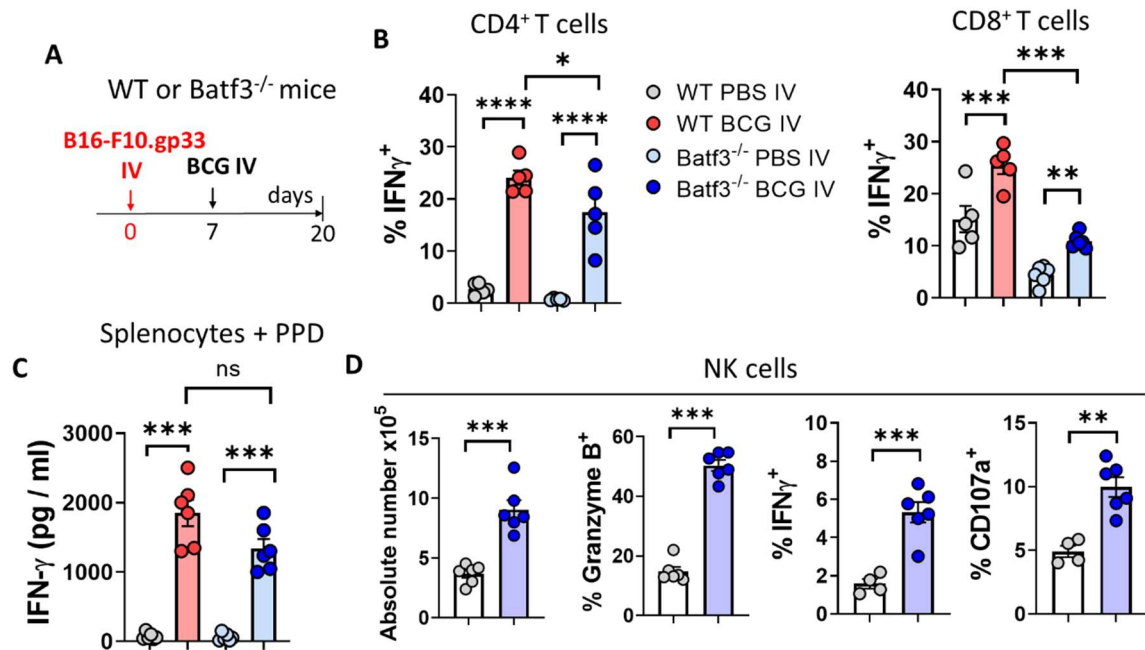 A
WT or Batf3-/- mice
B16-F10.gp33
IV
BCG IV
days
0
7
20
B
CD4+ T cells
% IFNγ+
40
30
20
10
0
****
****
*
WT PBS IV
WT BCG IV
Batf3-/- PBS IV
Batf3-/- BCG IV
CD8+ T cells
% IFNγ+
40
30
20
10
0
***
***
**
C
Splenocytes + PPD
IFN-γ (pg / ml)
3000
2000
1000
0
***
ns
***
D
NK cells
Absolute number x10^5
15
10
5
0
***
% Granzyme B+
60
40
20
0
***
% IFNγ+
10
8
6
4
2
0
***
% CD107a+
15
10
5
0
**